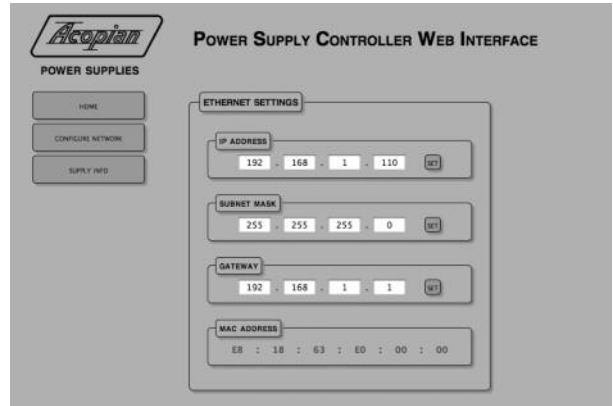 Acopian
POWER SUPPLIES
POWER SUPPLY CONTROLLER WEB INTERFACE
HOME
CONFIGURE NETWORK
SUPPLY INFO
ETHERNET SETTINGS
IP ADDRESS
192 . 168 . 1 . 110 SET
SUBNET MASK
255 . 255 . 255 . 0 SET
GATEWAY
192 . 168 . 1 . 1 SET
MAC ADDRESS
E8 : 18 : 63 : E0 : 00 : 00